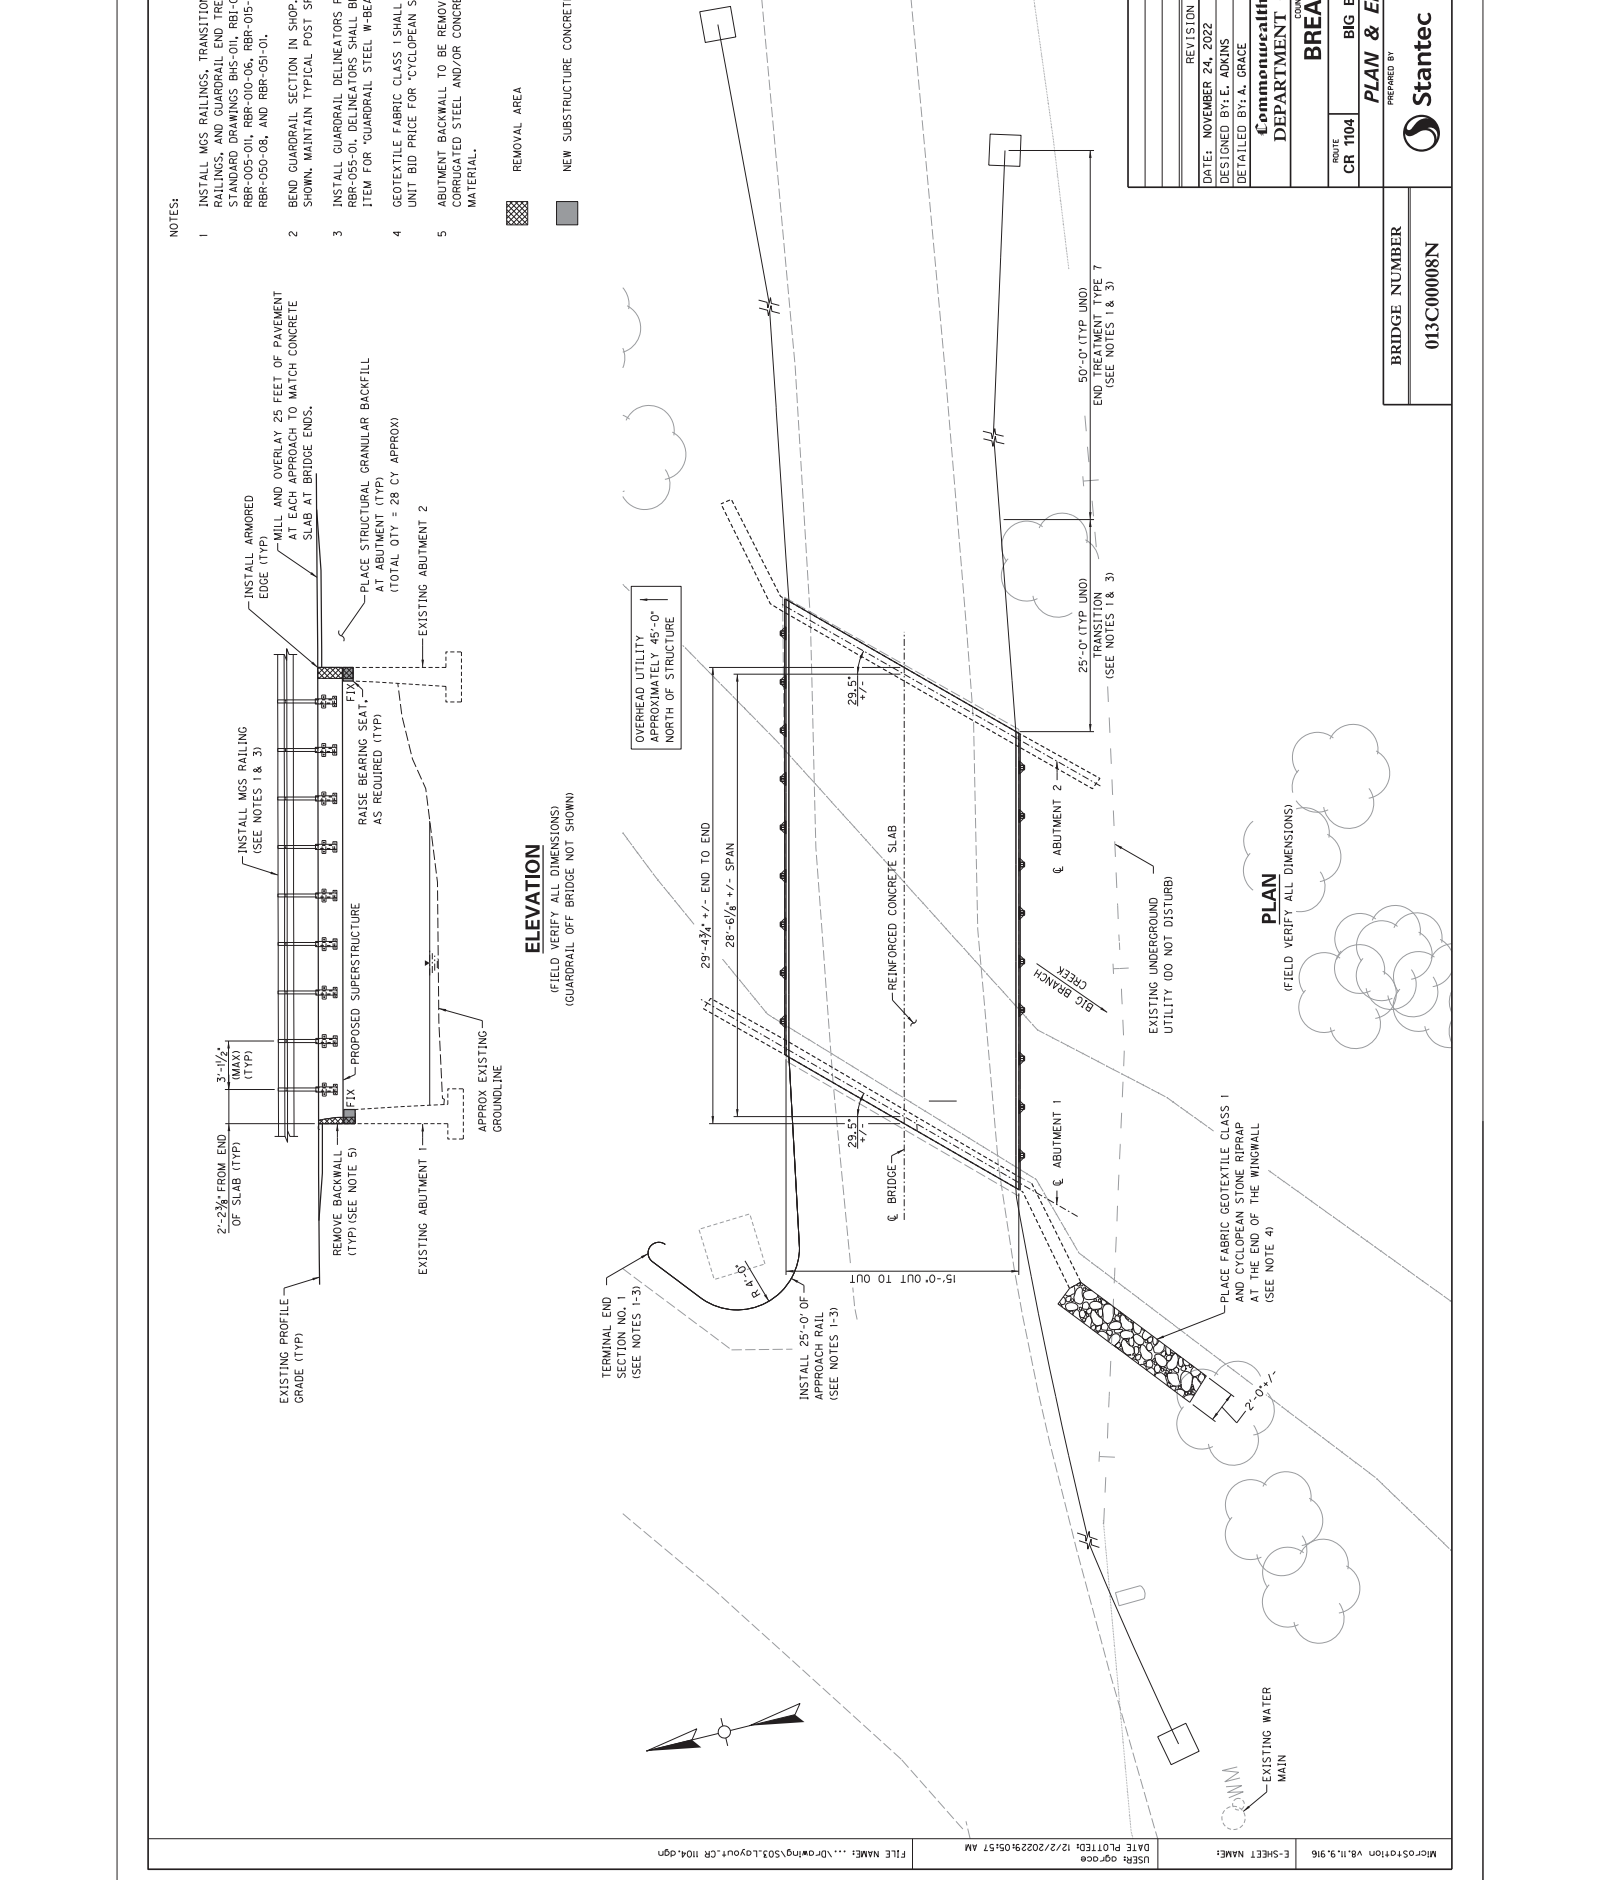 NOTES:
1 INSTALL MGS RAILINGS, TRANSITION
RAILINGS, AND GUARDRAIL END TRE
STANDARD DRAWINGS BHS-011, RBI-0
RBR-005-011, RBR-010-06, RBR-015-
RBR-050-08, AND RBR-051-01.
2 BEND GUARDRAIL SECTION IN SHOP.
SHOWN. MAINTAIN TYPICAL POST SP
3 INSTALL GUARDRAIL DELINEATORS P
RBR-055-01. DELINEATORS SHALL BE
ITEM FOR "GUARDRAIL STEEL W-BEA
4 GEOTEXTILE FABRIC CLASS 1 SHALL
UNIT BID PRICE FOR "CYCLOPEAN S
5 ABUTMENT BACKWALL TO BE REMOV
CORRUGATED STEEL AND/OR CONCRE
MATERIAL.
REMOVAL AREA
NEW SUBSTRUCTURE CONCRET
2'-2⅜" FROM END
OF SLAB (TYP)
3'-1½"
(MAX)
(TYP)
INSTALL MGS RAILING
(SEE NOTES 1 & 3)
INSTALL ARMORED
EDGE (TYP)
MILL AND OVERLAY 25 FEET OF PAVEMENT
AT EACH APPROACH TO MATCH CONCRETE
SLAB AT BRIDGE ENDS.
EXISTING PROFILE
GRADE (TYP)
REMOVE BACKWALL
(TYP) (SEE NOTE 5)
FIX
PROPOSED SUPERSTRUCTURE
FIX
RAISE BEARING SEAT,
AS REQUIRED (TYP)
PLACE STRUCTURAL GRANULAR BACKFILL
AT ABUTMENT (TYP)
(TOTAL QTY = 28 CY APPROX)
EXISTING ABUTMENT 1
EXISTING ABUTMENT 2
APPROX EXISTING
GROUNDLINE
ELEVATION
(FIELD VERIFY ALL DIMENSIONS)
(GUARDRAIL OFF BRIDGE NOT SHOWN)
OVERHEAD UTILITY
APPROXIMATELY 45'-0"
NORTH OF STRUCTURE
TERMINAL END
SECTION NO. 1
(SEE NOTES 1-3)
29'-4¾" +/- END TO END
28'-6⅛" +/- SPAN
R 4'-0"
INSTALL 25'-0' OF
APPROACH RAIL
(SEE NOTES 1-3)
29.5°
+/-
29.5°
+/-
15'-0" OUT TO OUT
℄ BRIDGE
REINFORCED CONCRETE SLAB
BIG BRANCH
CREEK
℄ ABUTMENT 1
℄ ABUTMENT 2
25'-0" (TYP UNO)
TRANSITION
(SEE NOTES 1 & 3)
50'-0" (TYP UNO)
END TREATMENT TYPE 7
(SEE NOTES 1 & 3)
EXISTING UNDERGROUND
UTILITY (DO NOT DISTURB)
PLACE FABRIC GEOTEXTILE CLASS 1
AND CYCLOPEAN STONE RIPRAP
AT THE END OF THE WINGWALL
(SEE NOTE 4)
2'-0"+/-
EXISTING WATER
MAIN
PLAN
(FIELD VERIFY ALL DIMENSIONS)
REVISION
DATE: NOVEMBER 24, 2022
DESIGNED BY: E. ADKINS
DETAILED BY: A. GRACE
Commonwealth
DEPARTMENT
COUN
BREA
ROUTE
CR 1104
BIG B
PLAN & E
PREPARED BY
Stantec
BRIDGE NUMBER
013C00008N
FILE NAME: ...\Drawing\S03_Layout_CR 1104.dgn
USER: agrace
DATE PLOTTED: 12/2/20229:05:57 AM
E-SHEET NAME:
MicroStation v8.11.9.916